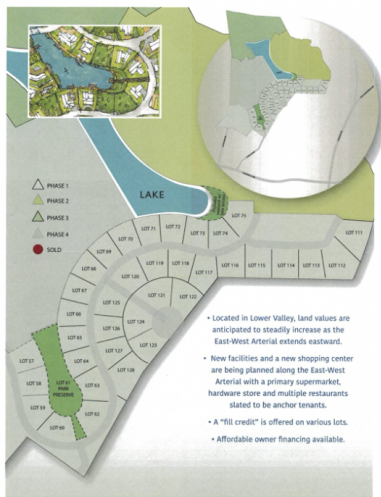 PHASE 1
PHASE 2
PHASE 3
PHASE 4
SOLD
LAKE
LOT 75
LOT 71
LOT 72
LOT 73
LOT 74
LOT 111
LOT 70
LOT 69
LOT 119
LOT 118
LOT 117
LOT 116
LOT 115
LOT 114
LOT 113
LOT 112
LOT 68
LOT 120
LOT 67
LOT 121
LOT 122
LOT 125
LOT 66
LOT 124
LOT 126
LOT 65
LOT 123
LOT 127
LOT 57
LOT 64
LOT 128
LOT 58
LOT 61
PARK
PRESERVE
LOT 63
LOT 59
LOT 62
LOT 60
• Located in Lower Valley, land values are
anticipated to steadily increase as the
East-West Arterial extends eastward.
• New facilities and a new shopping center
are being planned along the East-West
Arterial with a primary supermarket,
hardware store and multiple restaurants
slated to be anchor tenants.
• A "fill credit" is offered on various lots.
• Affordable owner financing available.